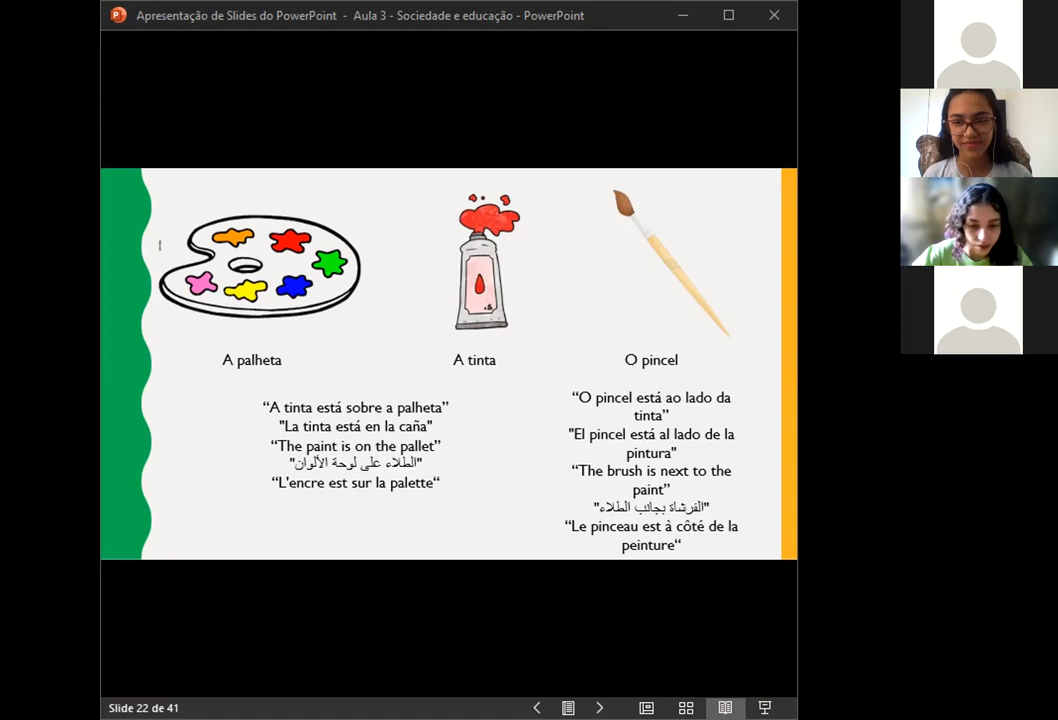 Apresentação de Slides do PowerPoint - Aula 3 - Sociedade e educação - PowerPoint
A palheta
A tinta
O pincel
“A tinta está sobre a palheta”
"La tinta está en la caña"
“The paint is on the pallet”
"الطلاء على لوحة الألوان"
“L'encre est sur la palette“
“O pincel está ao lado da
tinta”
"El pincel está al lado de la
pintura"
“The brush is next to the
paint”
"الفرشاة بجانب الطلاء"
“Le pinceau est à côté de la
peinture“
Slide 22 de 41